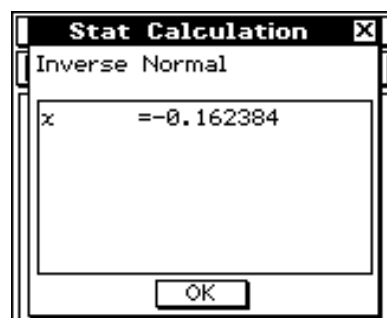 Stat Calculation X
Inverse Normal
x =-0.162384
OK